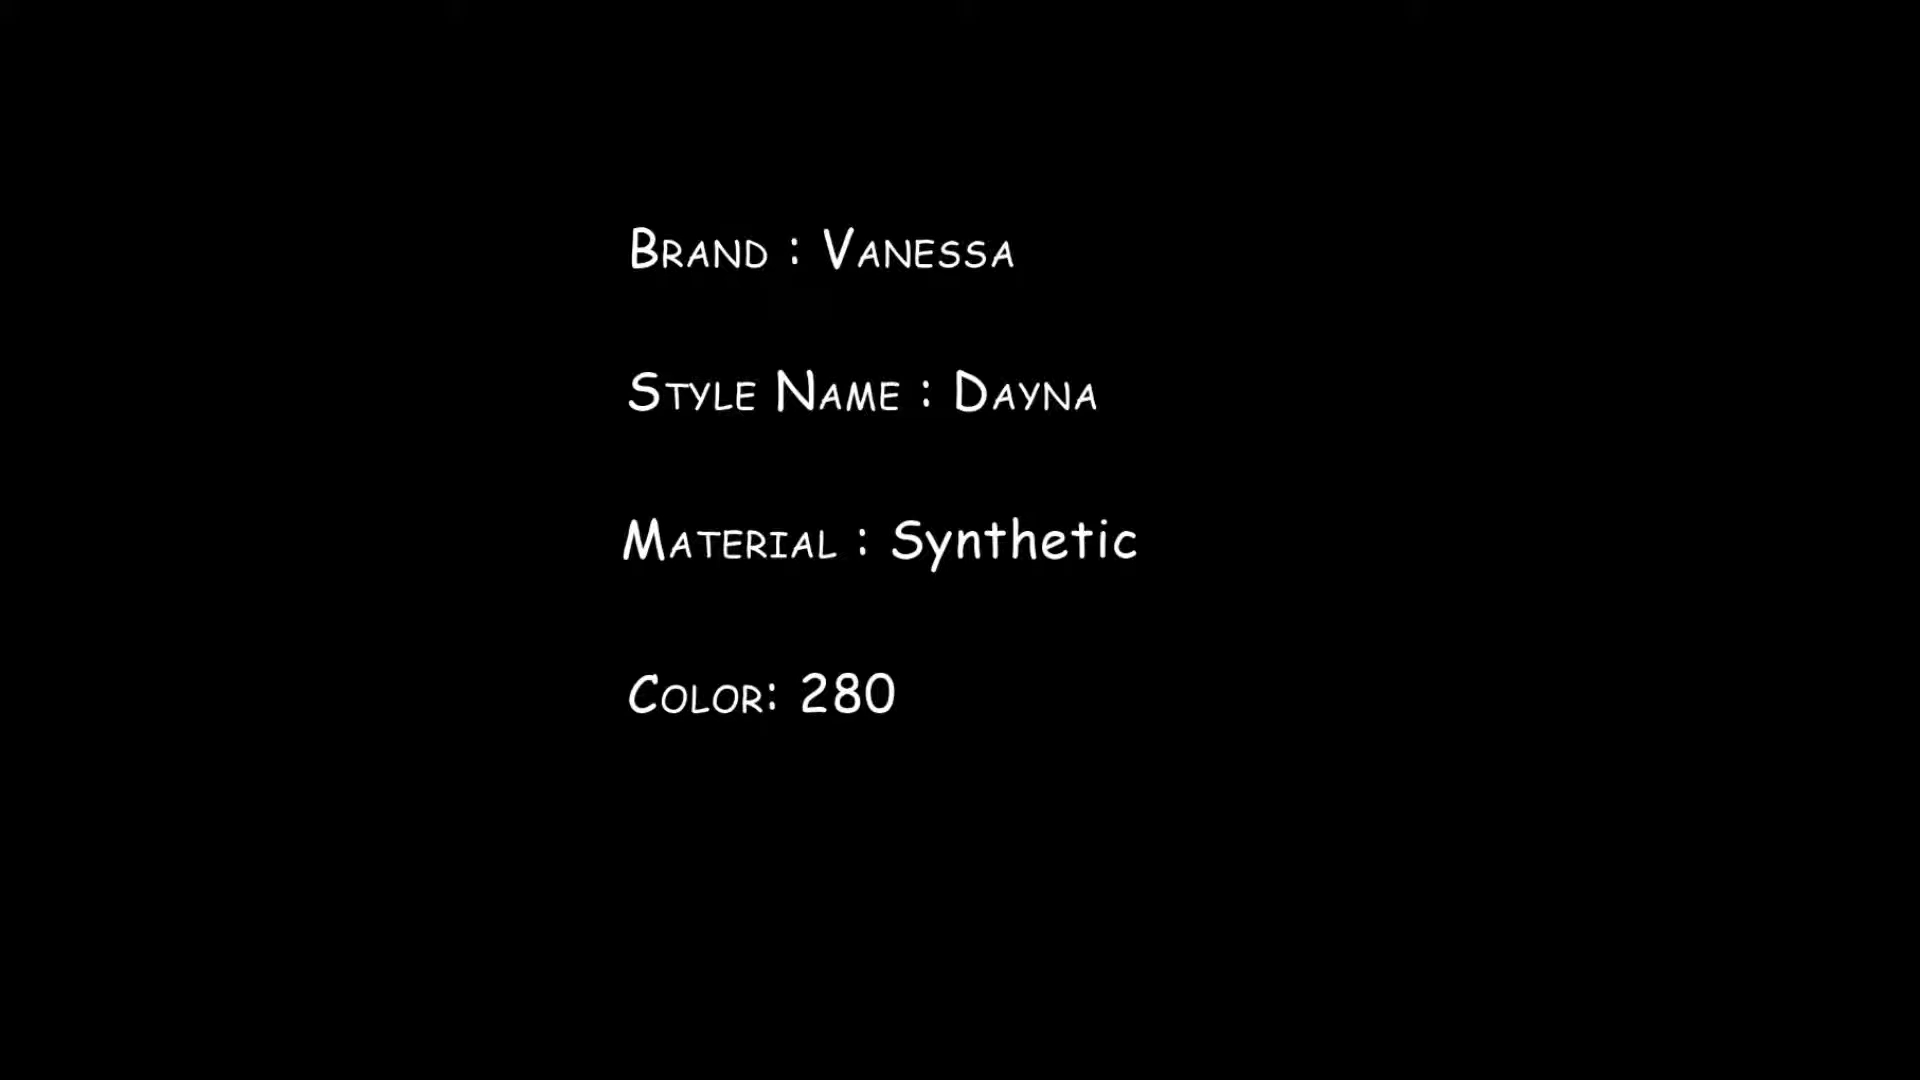 Brand : Vanessa
Style Name : Dayna
Material : Synthetic
Color: 280